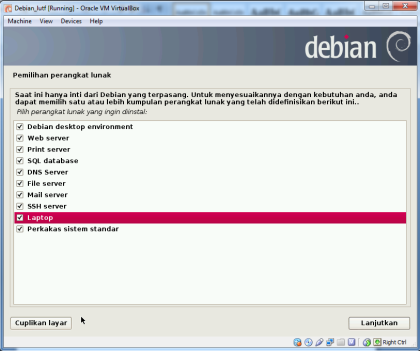 Debian_lutf [Running] - Oracle VM VirtualBox
Machine View Devices Help
debian
Pemilihan perangkat lunak
Saat ini hanya inti dari Debian yang terpasang. Untuk menyesuaikannya dengan kebutuhan anda, anda
dapat memilih satu atau lebih kumpulan perangkat lunak yang telah didefinisikan berikut ini..
Pilih perangkat lunak yang ingin diinstal:
Debian desktop environment
Web server
Print server
SQL database
DNS Server
File server
Mail server
SSH server
Laptop
Perkakas sistem standar
Cuplikan layar
Lanjutkan
Right Ctrl